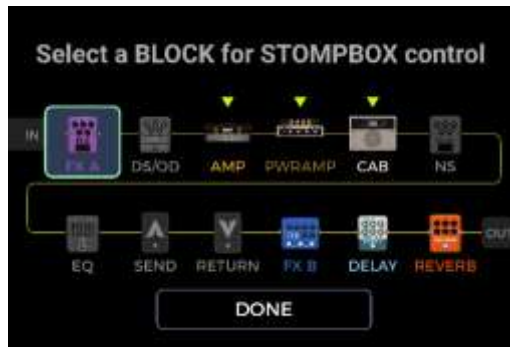 Select a BLOCK for STOMPBOX control
IN
FX A
DS/OD
AMP
PWRAMP
CAB
NS
EQ
SEND
RETURN
FX B
DELAY
REVERB
OUT
DONE